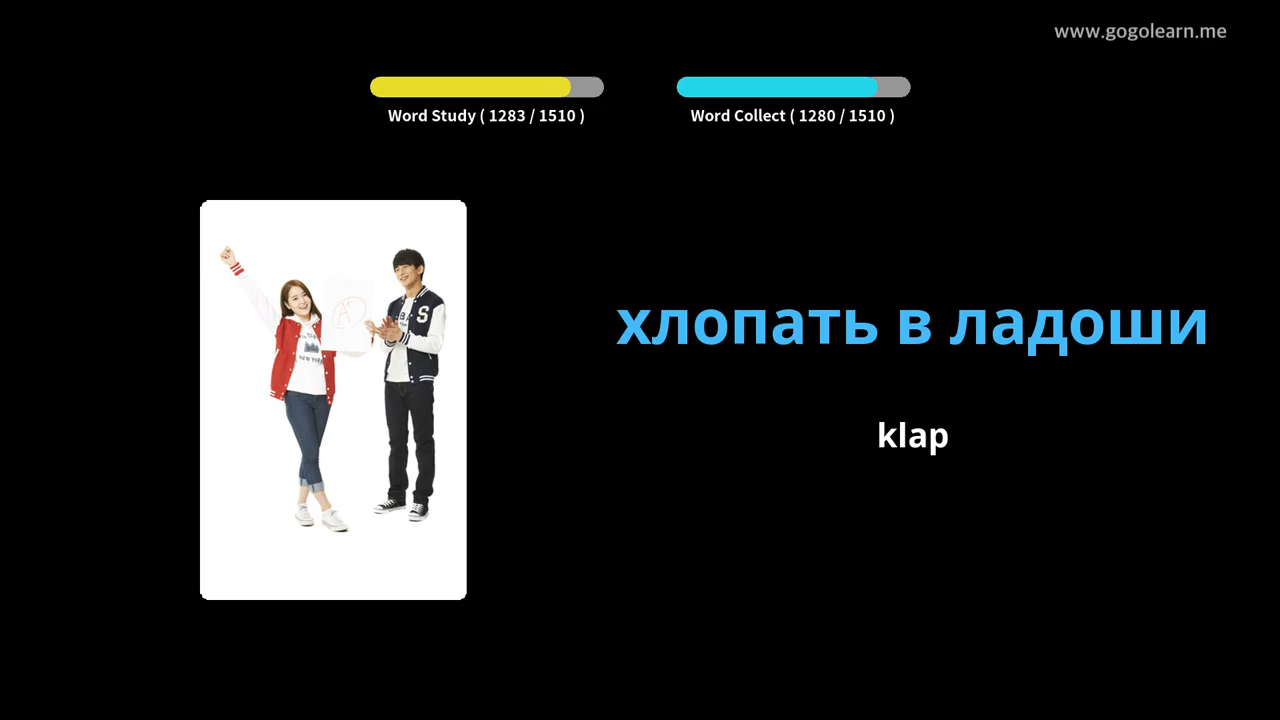 www.gogolearn.me
Word Study ( 1283 / 1510 )
Word Collect ( 1280 / 1510 )
A
S
хлопать в ладоши
klap